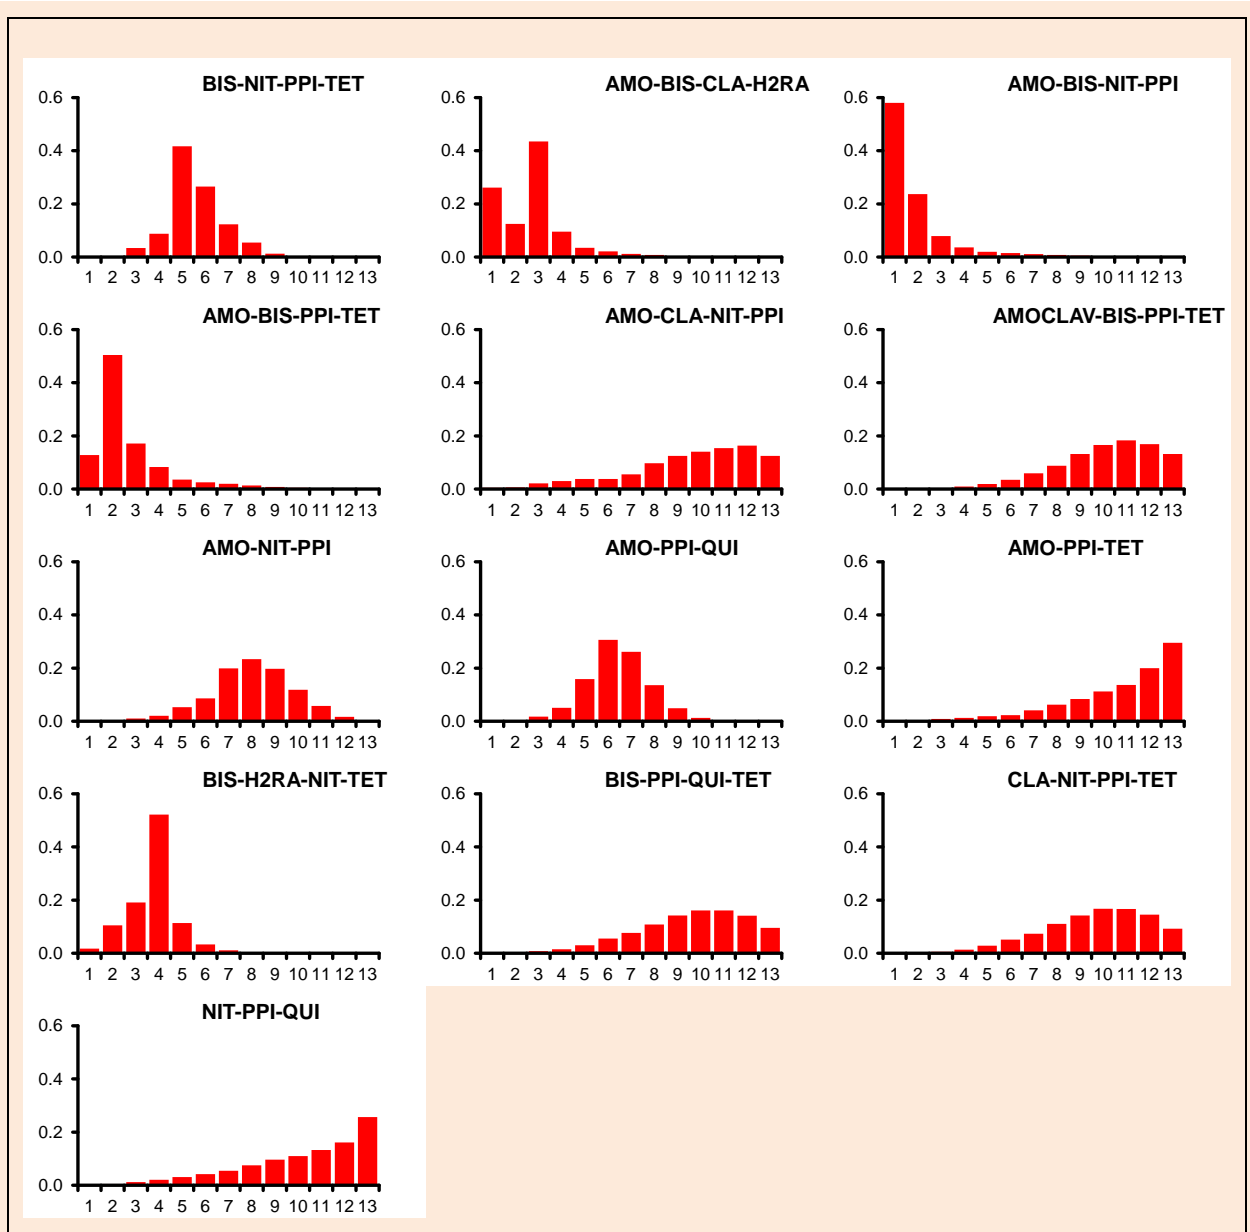 BIS-NIT-PPI-TET
0.6
0.4
0.2
0.0
1 2 3 4 5 6 7 8 9 10 11 12 13
AMO-BIS-CLA-H2RA
0.6
0.4
0.2
0.0
1 2 3 4 5 6 7 8 9 10 11 12 13
AMO-BIS-NIT-PPI
0.6
0.4
0.2
0.0
1 2 3 4 5 6 7 8 9 10 11 12 13
AMO-BIS-PPI-TET
0.6
0.4
0.2
0.0
1 2 3 4 5 6 7 8 9 10 11 12 13
AMO-CLA-NIT-PPI
0.6
0.4
0.2
0.0
1 2 3 4 5 6 7 8 9 10 11 12 13
AMOCLAV-BIS-PPI-TET
0.6
0.4
0.2
0.0
1 2 3 4 5 6 7 8 9 10 11 12 13
AMO-NIT-PPI
0.6
0.4
0.2
0.0
1 2 3 4 5 6 7 8 9 10 11 12 13
AMO-PPI-QUI
0.6
0.4
0.2
0.0
1 2 3 4 5 6 7 8 9 10 11 12 13
AMO-PPI-TET
0.6
0.4
0.2
0.0
1 2 3 4 5 6 7 8 9 10 11 12 13
BIS-H2RA-NIT-TET
0.6
0.4
0.2
0.0
1 2 3 4 5 6 7 8 9 10 11 12 13
BIS-PPI-QUI-TET
0.6
0.4
0.2
0.0
1 2 3 4 5 6 7 8 9 10 11 12 13
CLA-NIT-PPI-TET
0.6
0.4
0.2
0.0
1 2 3 4 5 6 7 8 9 10 11 12 13
NIT-PPI-QUI
0.6
0.4
0.2
0.0
1 2 3 4 5 6 7 8 9 10 11 12 13